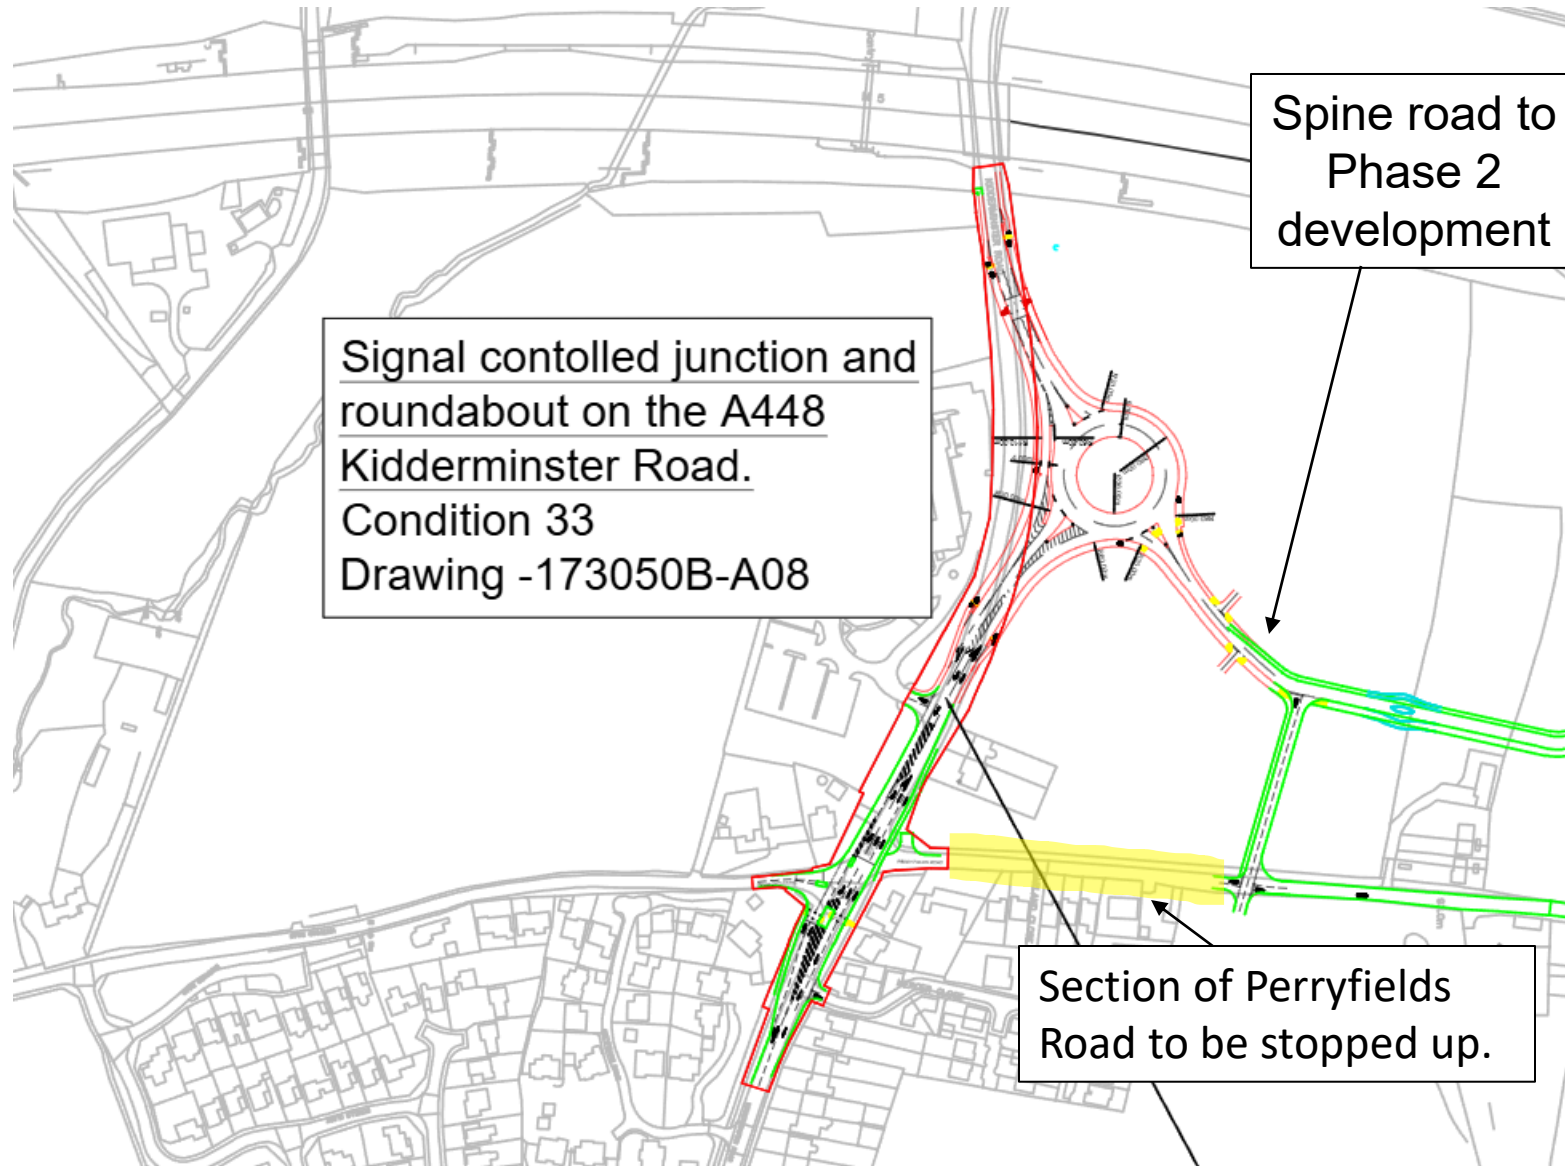 Spine road to
Phase 2
development
Signal contolled junction and
roundabout on the A448
Kidderminster Road.
Condition 33
Drawing -173050B-A08
Section of Perryfields
Road to be stopped up.